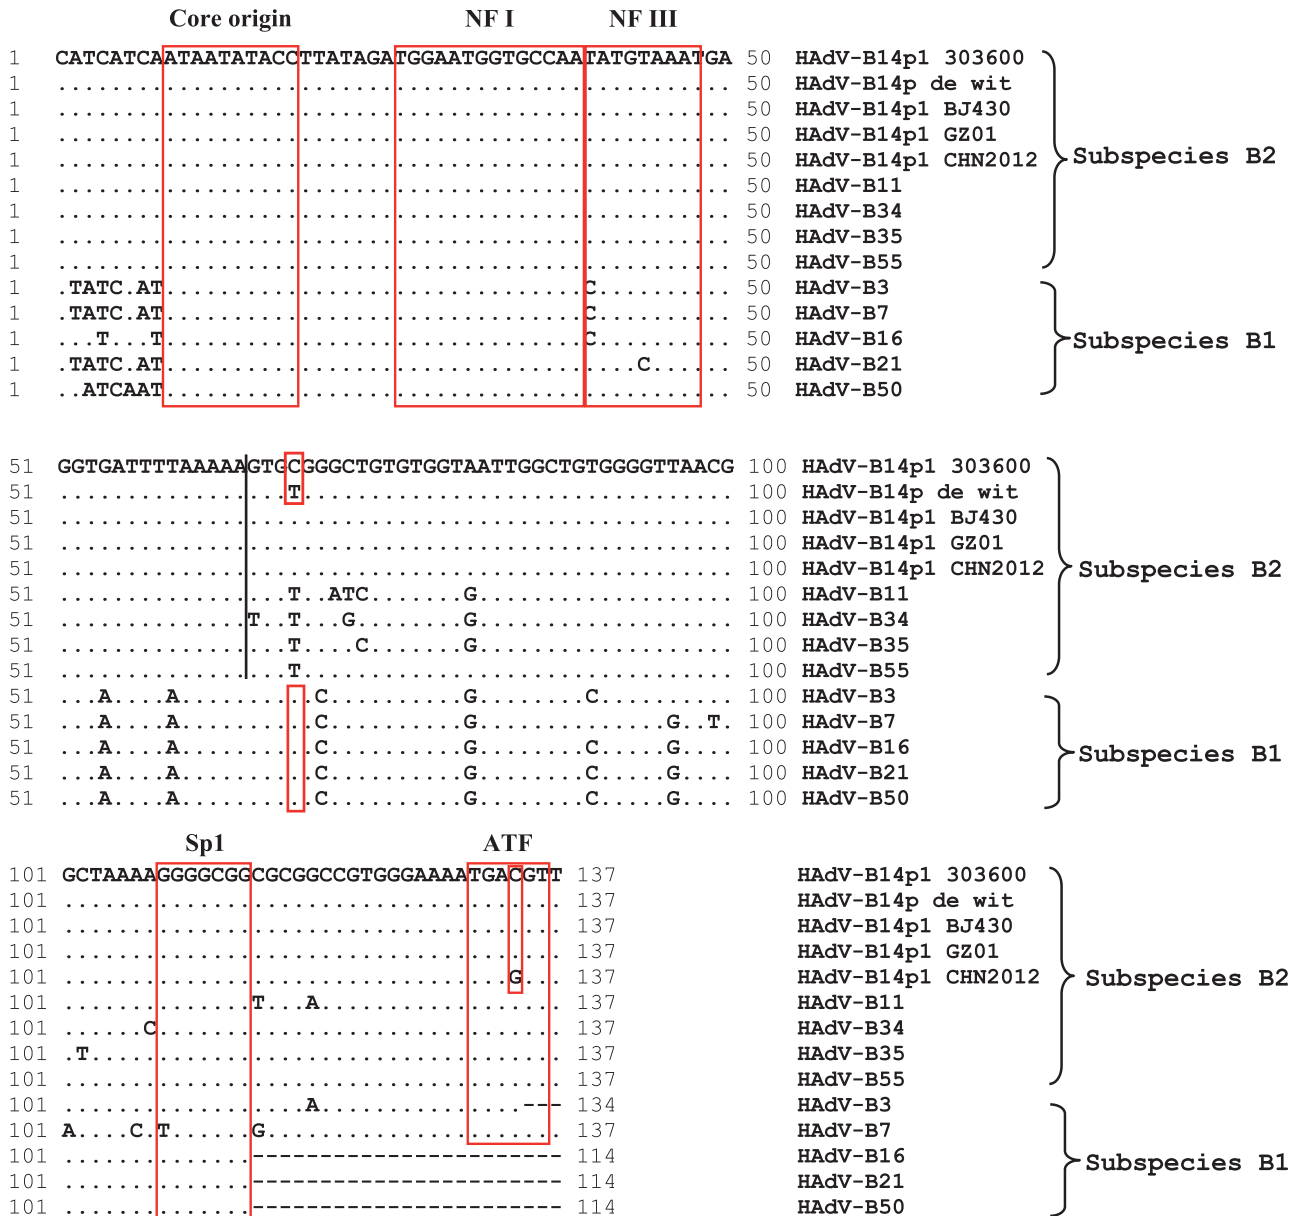 Core origin NF I NF III
1 CATCATCAATAATATACCTTATAGATGGAATGGTGCCAATATGTAAATGA 50 HAdV-B14p1 303600
1 .................................................. 50 HAdV-B14p de wit
1 .................................................. 50 HAdV-B14p1 BJ430
1 .................................................. 50 HAdV-B14p1 GZ01
1 .................................................. 50 HAdV-B14p1 CHN2012
Subspecies B2
1 .................................................. 50 HAdV-B11
1 .................................................. 50 HAdV-B34
1 .................................................. 50 HAdV-B35
1 .................................................. 50 HAdV-B55
1 .TATC.AT...............................C.......... 50 HAdV-B3
1 .TATC.AT...............................C.......... 50 HAdV-B7
1 ...T...T...............................C.......... 50 HAdV-B16
Subspecies B1
1 .TATC.AT...................................C...... 50 HAdV-B21
1 ..ATCAAT.......................................... 50 HAdV-B50
51 GGTGATTTTAAAAAGTGCGGGCTGTGTGGTAATTGGCTGTGGGGTTAACG 100 HAdV-B14p1 303600
51 .................T................................ 100 HAdV-B14p de wit
51 .................................................. 100 HAdV-B14p1 BJ430
51 .................................................. 100 HAdV-B14p1 GZ01
51 .................................................. 100 HAdV-B14p1 CHN2012
Subspecies B2
51 .................T..ATC.......G................... 100 HAdV-B11
51 ..............T..T...G........G................... 100 HAdV-B34
51 .................T....C.......G................... 100 HAdV-B35
51 .................T................................ 100 HAdV-B55
51 ...A....A..........C..........G........C.......... 100 HAdV-B3
51 ...A....A..........C..........G..............G..T. 100 HAdV-B7
51 ...A....A..........C..........G........C.....G.... 100 HAdV-B16
Subspecies B1
51 ...A....A..........C..........G........C.....G.... 100 HAdV-B21
51 ...A....A..........C..........G........C.....G.... 100 HAdV-B50
Sp1 ATF
101 GCTAAAAGGGGCGGCGCGGCCGTGGGAAAATGACGTT 137 HAdV-B14p1 303600
101 ..................................... 137 HAdV-B14p de wit
101 ..................................... 137 HAdV-B14p1 BJ430
101 ..................................... 137 HAdV-B14p1 GZ01
101 .................................G... 137 HAdV-B14p1 CHN2012
Subspecies B2
101 ..............T...A.................. 137 HAdV-B11
101 ......C.............................. 137 HAdV-B34
101 .T................................... 137 HAdV-B35
101 ..................................... 137 HAdV-B55
101 ..................A...............--- 134 HAdV-B3
101 A....C.T......G...................... 137 HAdV-B7
101 ..............----------------------- 114 HAdV-B16
Subspecies B1
101 ..............----------------------- 114 HAdV-B21
101 ..............----------------------- 114 HAdV-B50